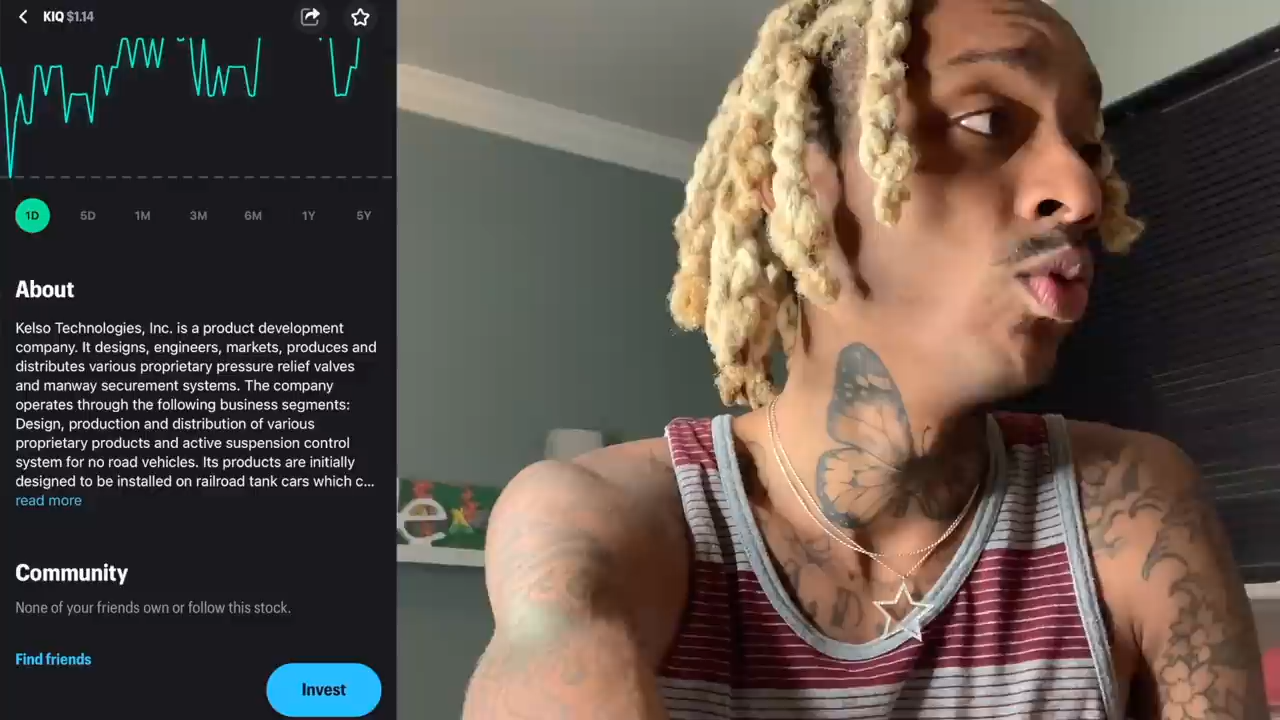 KIQ $1.14
1D 5D 1M 3M 6M 1Y 5Y
About
Kelso Technologies, Inc. is a product development
company. It designs, engineers, markets, produces and
distributes various proprietary pressure relief valves
and manway securement systems. The company
operates through the following business segments:
Design, production and distribution of various
proprietary products and active suspension control
system for no road vehicles. Its products are initially
designed to be installed on railroad tank cars which c...
read more
Community
None of your friends own or follow this stock.
Find friends
Invest
e